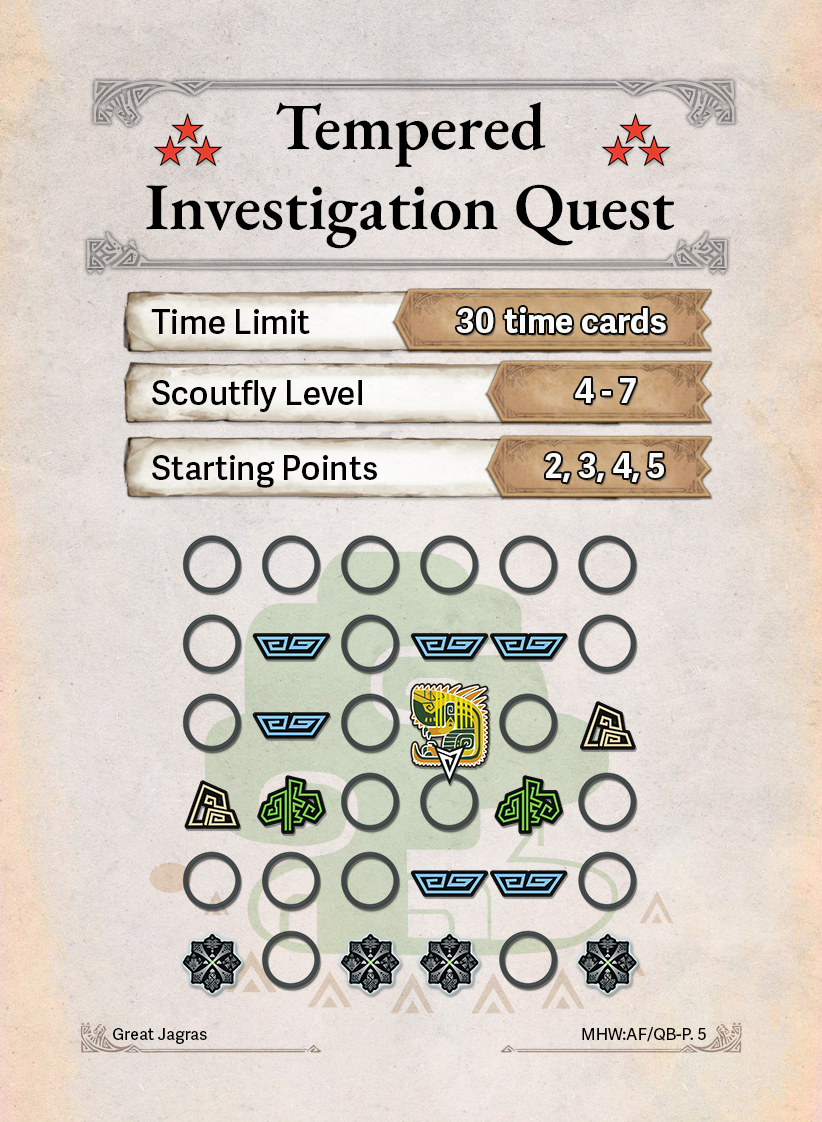 Tempered
Investigation Quest
Time Limit 30 time cards
Scoutfly Level 4 - 7
Starting Points 2, 3, 4, 5
Great Jagras MHW:AF/QB-P. 5